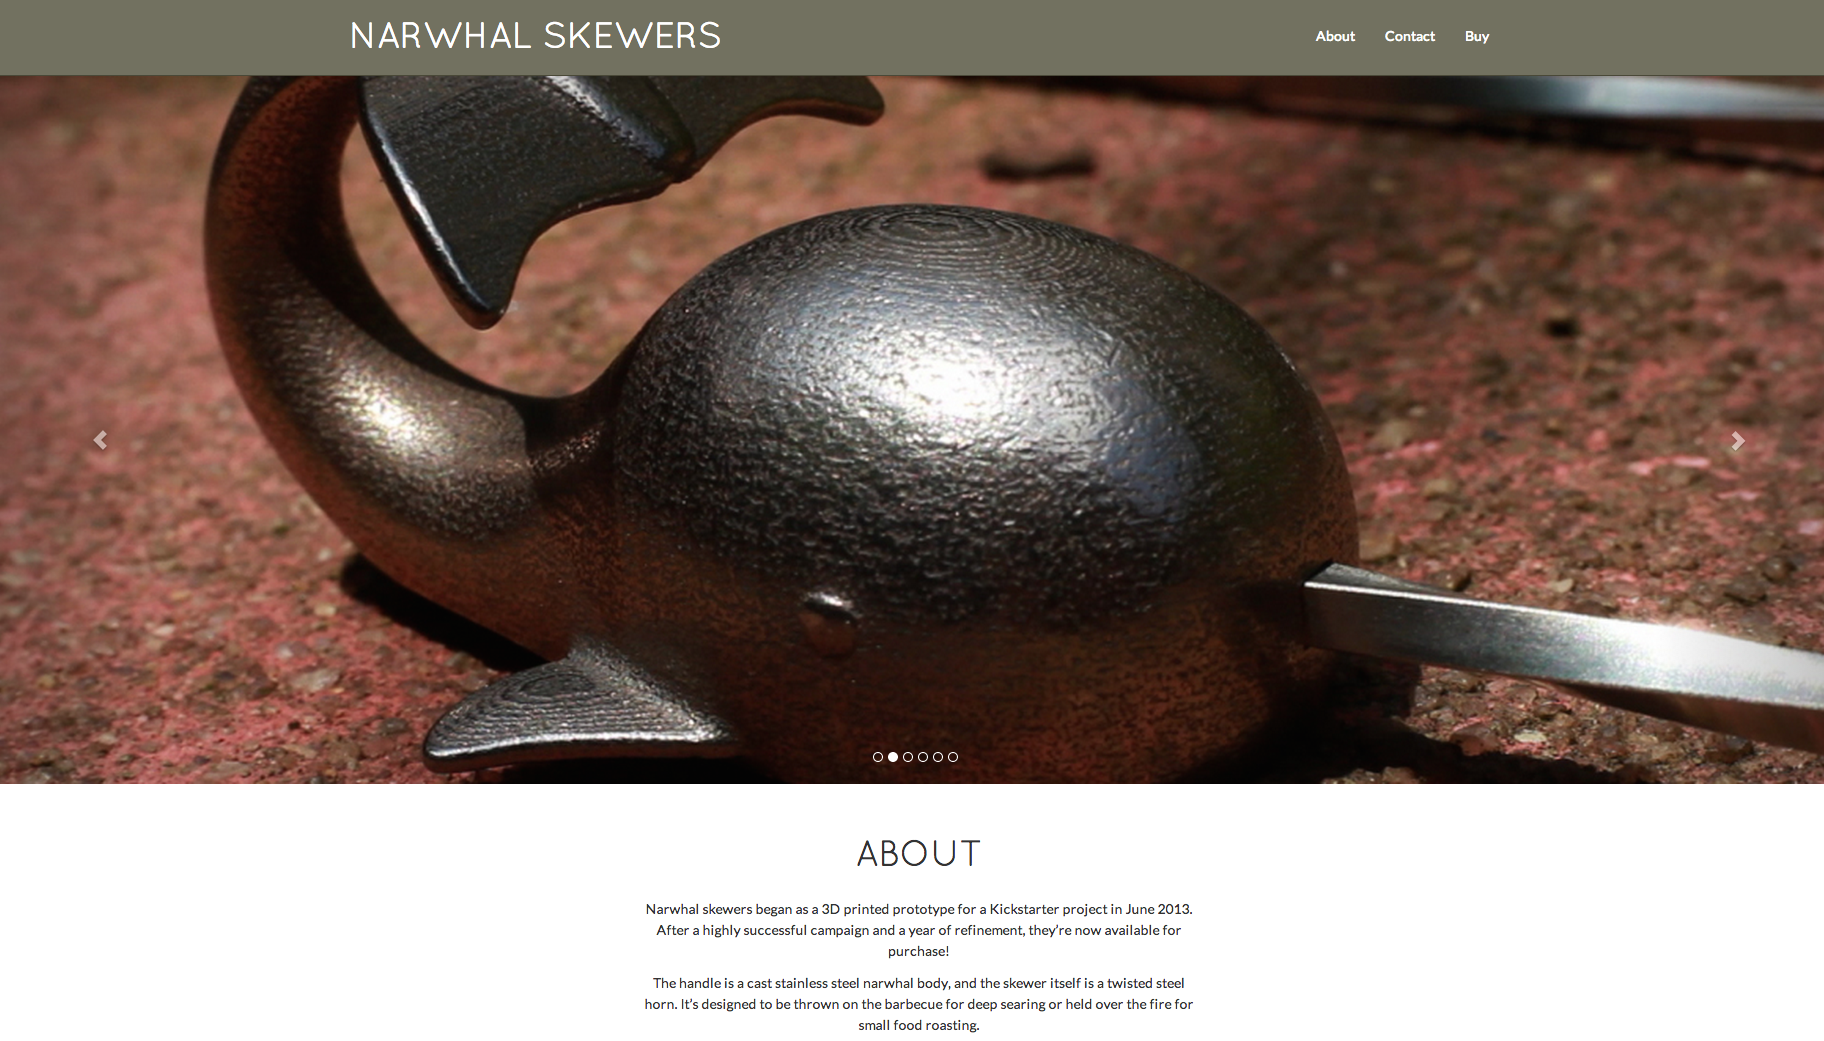 NARWHAL SKEWERS
About Contact Buy
ABOUT
Narwhal skewers began as a 3D printed prototype for a Kickstarter project in June 2013.
After a highly successful campaign and a year of refinement, they're now available for
purchase!
The handle is a cast stainless steel narwhal body, and the skewer itself is a twisted steel
horn. It's designed to be thrown on the barbecue for deep searing or held over the fire for
small food roasting.